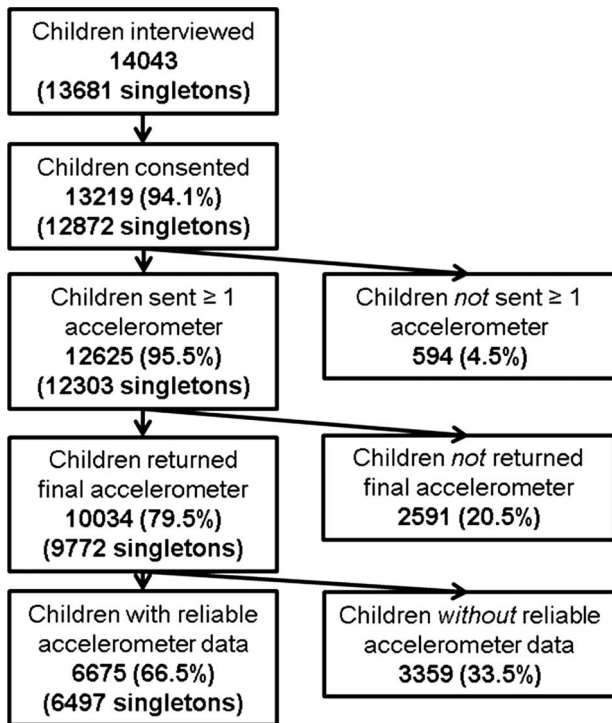 Children interviewed
14043
(13681 singletons)
Children consented
13219 (94.1%)
(12872 singletons)
Children sent ≥ 1
accelerometer
12625 (95.5%)
(12303 singletons)
Children not sent ≥ 1
accelerometer
594 (4.5%)
Children returned
final accelerometer
10034 (79.5%)
(9772 singletons)
Children not returned
final accelerometer
2591 (20.5%)
Children with reliable
accelerometer data
6675 (66.5%)
(6497 singletons)
Children without reliable
accelerometer data
3359 (33.5%)